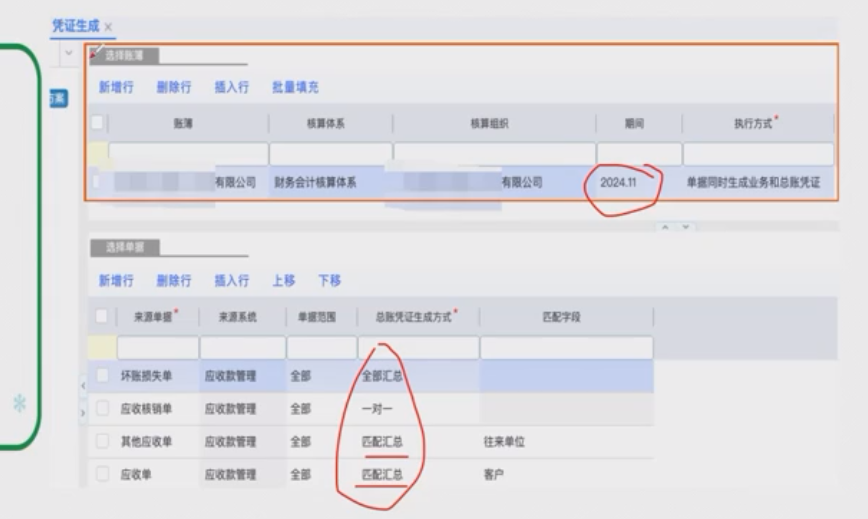 凭证生成 ×
选择账簿
新增行 删除行 插入行 批量填充
账簿 核算体系 核算组织 期间 执行方式*
有限公司 财务会计核算体系 有限公司 2024.11 单据同时生成业务和总账凭证
选择单据
新增行 删除行 插入行 上移 下移
来源单据* 来源系统 单据范围 总账凭证生成方式* 匹配字段
坏账损失单 应收款管理 全部 全部汇总
应收核销单 应收款管理 全部 一对一
其他应收单 应收款管理 全部 匹配汇总 往来单位
应收单 应收款管理 全部 匹配汇总 客户